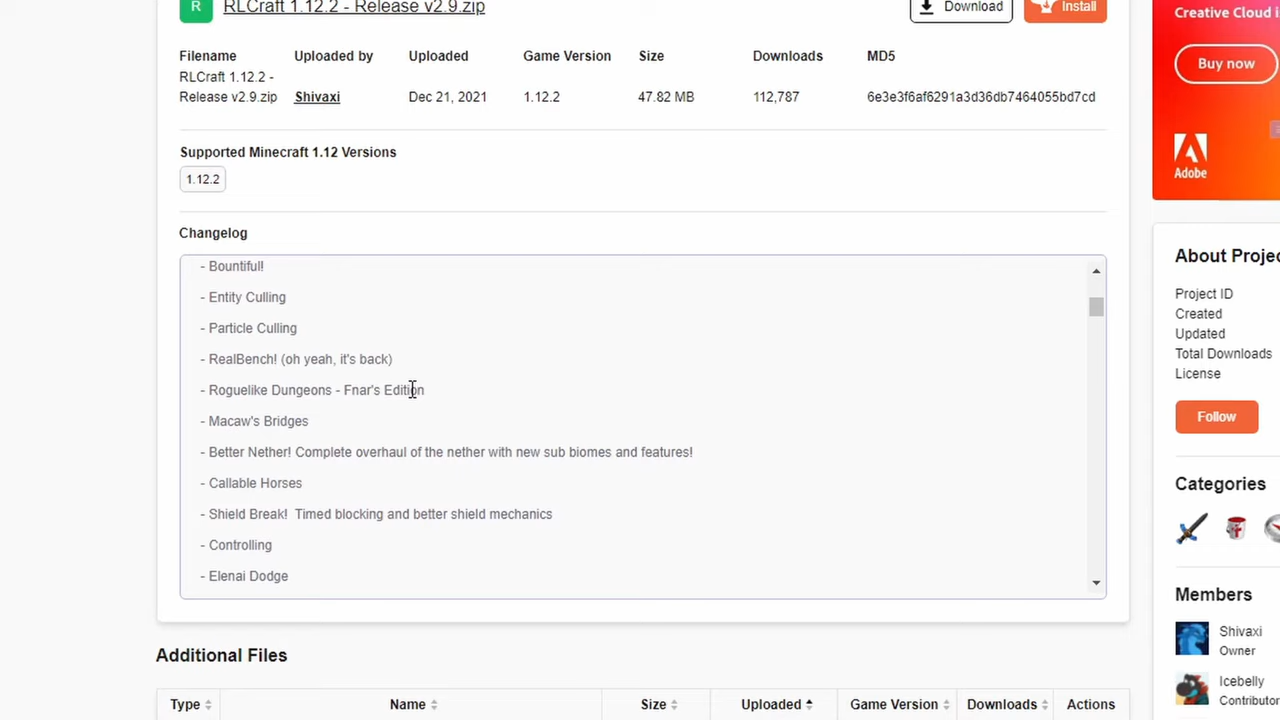 R RLCraft 1.12.2 - Release v2.9.zip Download Install
Creative Cloud i
Buy now
Adobe
Filename Uploaded by Uploaded Game Version Size Downloads MD5
RLCraft 1.12.2 -
Release v2.9.zip Shivaxi Dec 21, 2021 1.12.2 47.82 MB 112,787 6e3e3f6af6291a3d36db7464055bd7cd
Supported Minecraft 1.12 Versions
1.12.2
Changelog
- Bountiful!
- Entity Culling
- Particle Culling
- RealBench! (oh yeah, it's back)
- Roguelike Dungeons - Fnar's Edition
- Macaw's Bridges
- Better Nether! Complete overhaul of the nether with new sub biomes and features!
- Callable Horses
- Shield Break! Timed blocking and better shield mechanics
- Controlling
- Elenai Dodge
About Projec
Project ID
Created
Updated
Total Downloads
License
Follow
Categories
Members
Shivaxi
Owner
Icebelly
Contributor
Additional Files
Type Name Size Uploaded Game Version Downloads Actions